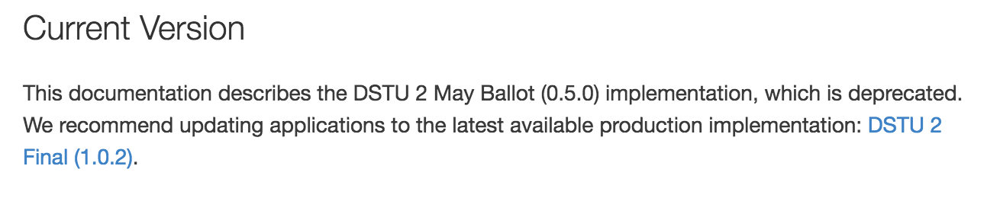 Current Version
This documentation describes the DSTU 2 May Ballot (0.5.0) implementation, which is deprecated.
We recommend updating applications to the latest available production implementation: DSTU 2
Final (1.0.2).